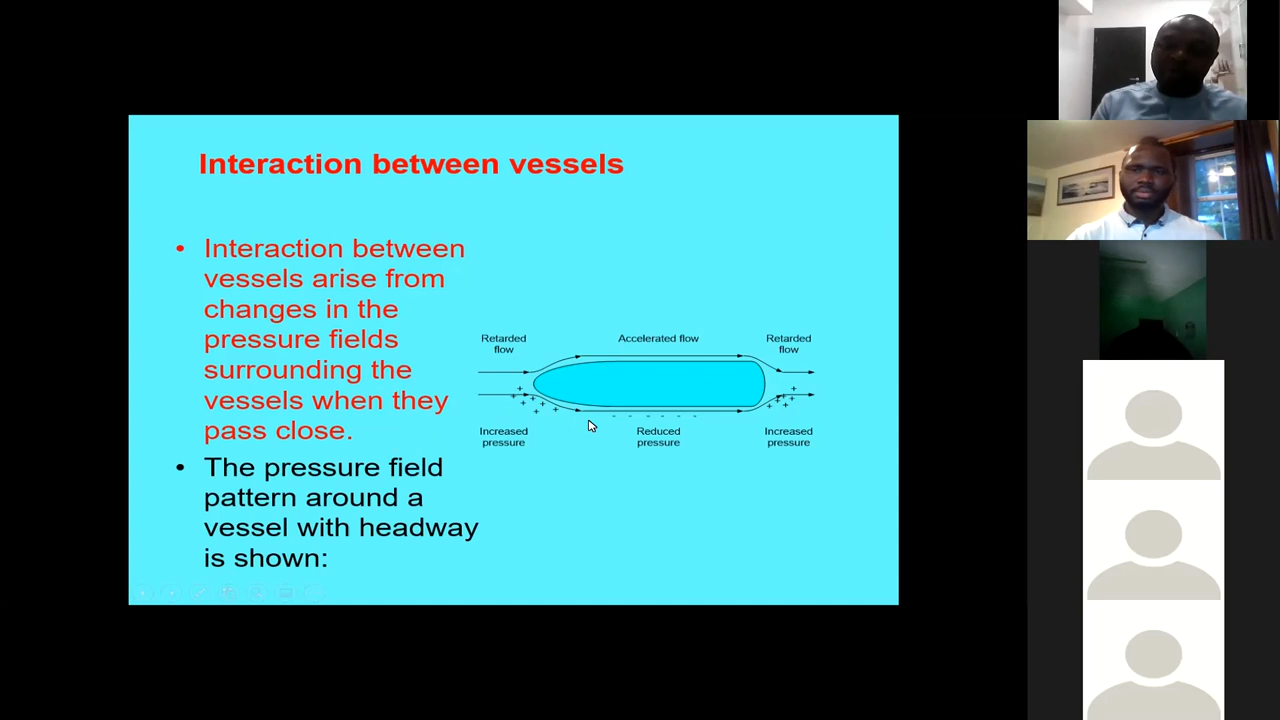 Interaction between vessels
• Interaction between
vessels arise from
changes in the
pressure fields
surrounding the
vessels when they
pass close.
• The pressure field
pattern around a
vessel with headway
is shown:
Retarded
flow
Accelerated flow
Retarded
flow
Increased
pressure
Reduced
pressure
Increased
pressure